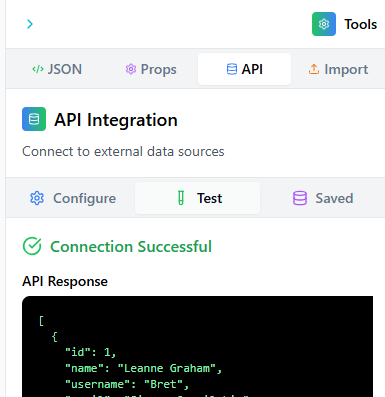 Tools
JSON
Props
API
Import
API Integration
Connect to external data sources
Configure
Test
Saved
Connection Successful
API Response
[
{
"id": 1,
"name": "Leanne Graham",
"username": "Bret",